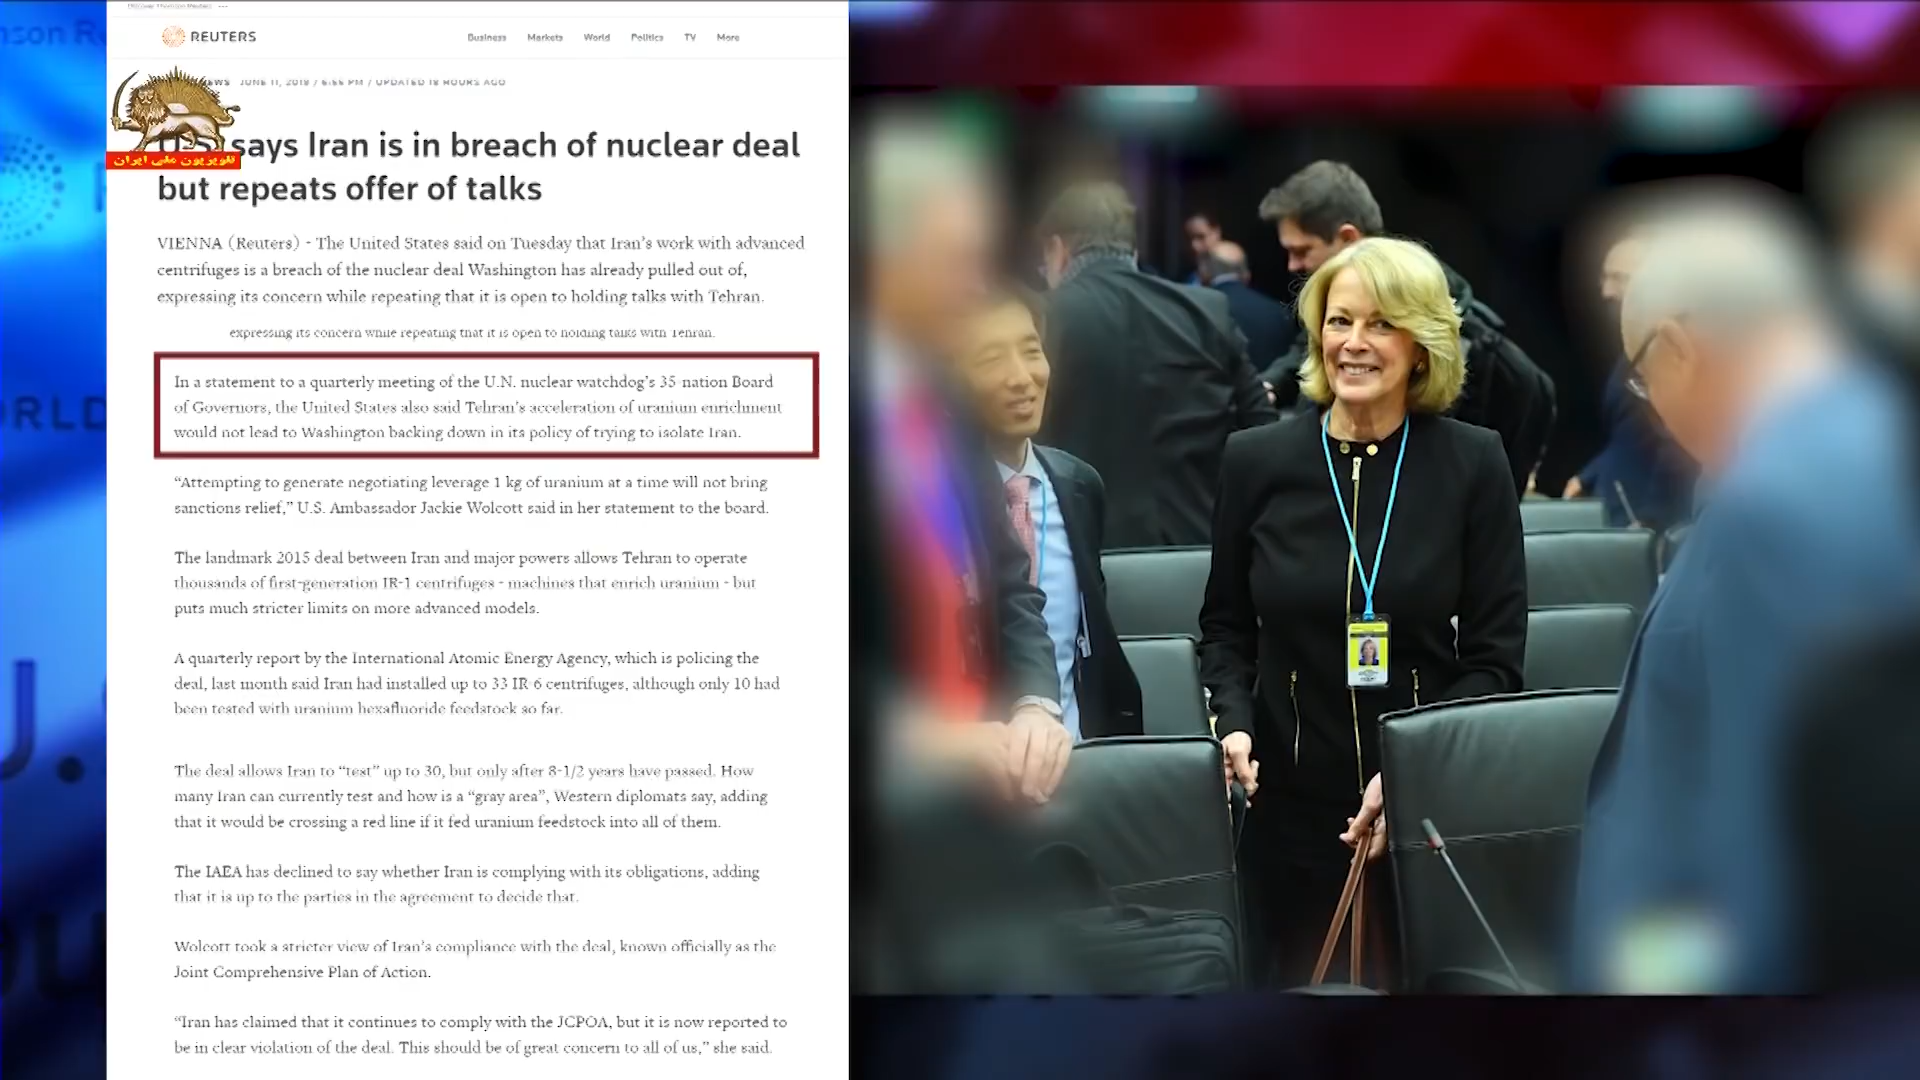 REUTERS
Business Markets World Politics TV More
JUNE 11, 2019 / 6:56 PM / UPDATED 18 HOURS AGO
تلویزیون ملی ایران
says Iran is in breach of nuclear deal
but repeats offer of talks
VIENNA (Reuters) - The United States said on Tuesday that Iran's work with advanced
centrifuges is a breach of the nuclear deal Washington has already pulled out of,
expressing its concern while repeating that it is open to holding talks with Tehran.
expressing its concern while repeating that it is open to holding talks with Tehran.
In a statement to a quarterly meeting of the U.N. nuclear watchdog's 35-nation Board
of Governors, the United States also said Tehran's acceleration of uranium enrichment
would not lead to Washington backing down in its policy of trying to isolate Iran.
“Attempting to generate negotiating leverage 1 kg of uranium at a time will not bring
sanctions relief,” U.S. Ambassador Jackie Wolcott said in her statement to the board.
The landmark 2015 deal between Iran and major powers allows Tehran to operate
thousands of first-generation IR-1 centrifuges - machines that enrich uranium - but
puts much stricter limits on more advanced models.
A quarterly report by the International Atomic Energy Agency, which is policing the
deal, last month said Iran had installed up to 33 IR-6 centrifuges, although only 10 had
been tested with uranium hexafluoride feedstock so far.
The deal allows Iran to “test” up to 30, but only after 8-1/2 years have passed. How
many Iran can currently test and how is a “gray area”, Western diplomats say, adding
that it would be crossing a red line if it fed uranium feedstock into all of them.
The IAEA has declined to say whether Iran is complying with its obligations, adding
that it is up to the parties in the agreement to decide that.
Wolcott took a stricter view of Iran's compliance with the deal, known officially as the
Joint Comprehensive Plan of Action.
“Iran has claimed that it continues to comply with the JCPOA, but it is now reported to
be in clear violation of the deal. This should be of great concern to all of us,” she said.